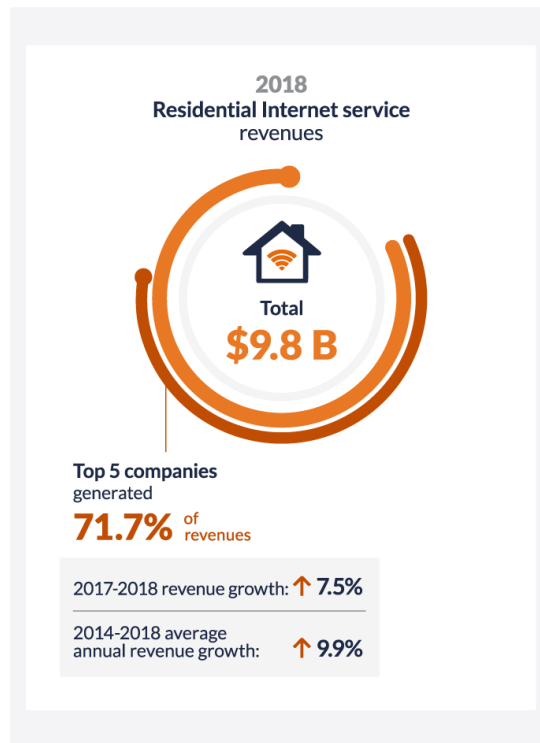 2018
Residential Internet service
revenues
Total
$9.8 B
Top 5 companies
generated
71.7% of
revenues
2017-2018 revenue growth: ↑ 7.5%
2014-2018 average
annual revenue growth: ↑ 9.9%